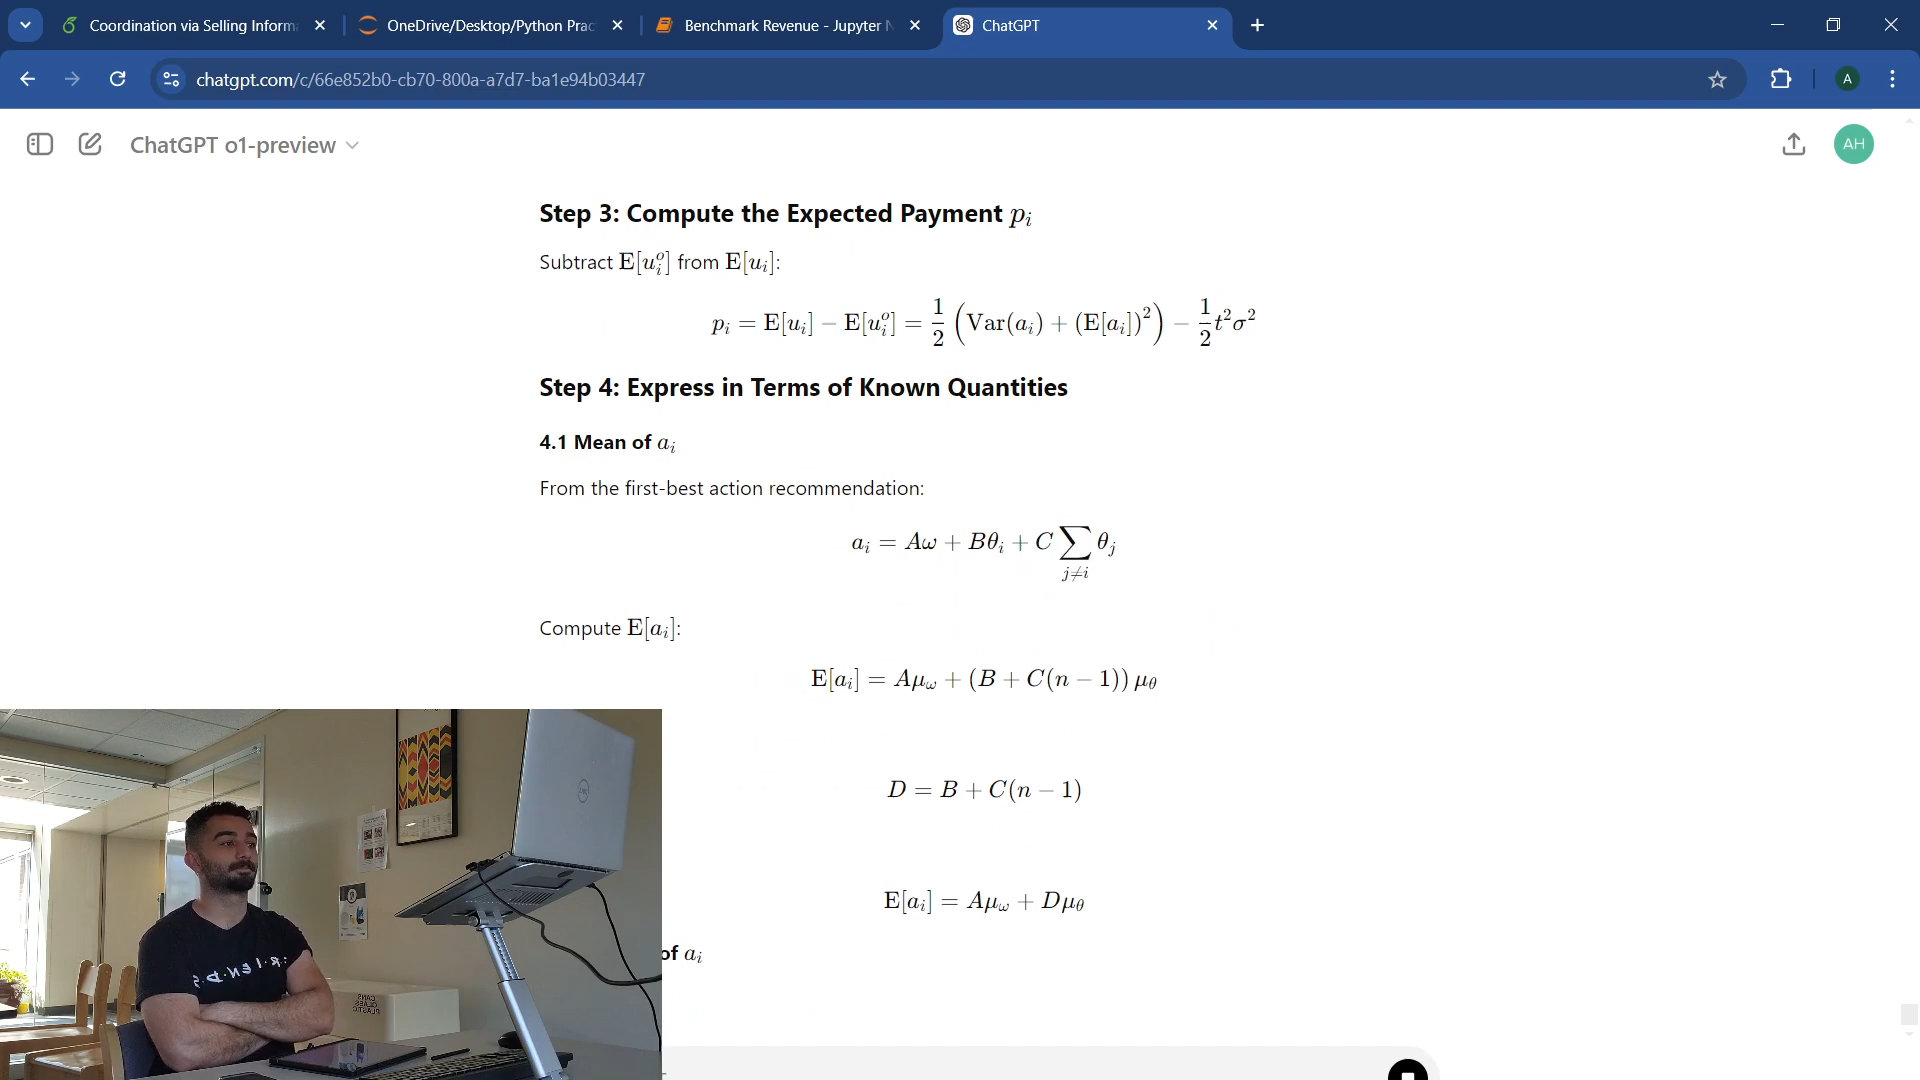 Coordination via Selling Inform
OneDrive/Desktop/Python Prac
Benchmark Revenue - Jupyter N
ChatGPT
chatgpt.com/c/66e852b0-cb70-800a-a7d7-ba1e94b03447
A
ChatGPT o1-preview
AH
Step 3: Compute the Expected Payment p_i
Subtract E[u_i^o] from E[u_i]:
p_i = E[u_i] − E[u_i^o] = 1/2 (Var(a_i) + (E[a_i])^2) − 1/2 t^2σ^2
Step 4: Express in Terms of Known Quantities
4.1 Mean of a_i
From the first-best action recommendation:
a_i = Aω + Bθ_i + C ∑_{j≠i} θ_j
Compute E[a_i]:
E[a_i] = Aμ_ω + (B + C(n − 1)) μ_θ
D = B + C(n − 1)
E[a_i] = Aμ_ω + Dμ_θ
of a_i
F·R·I·E·N·D·S
CANS
GLASS
PLASTIC
DELL